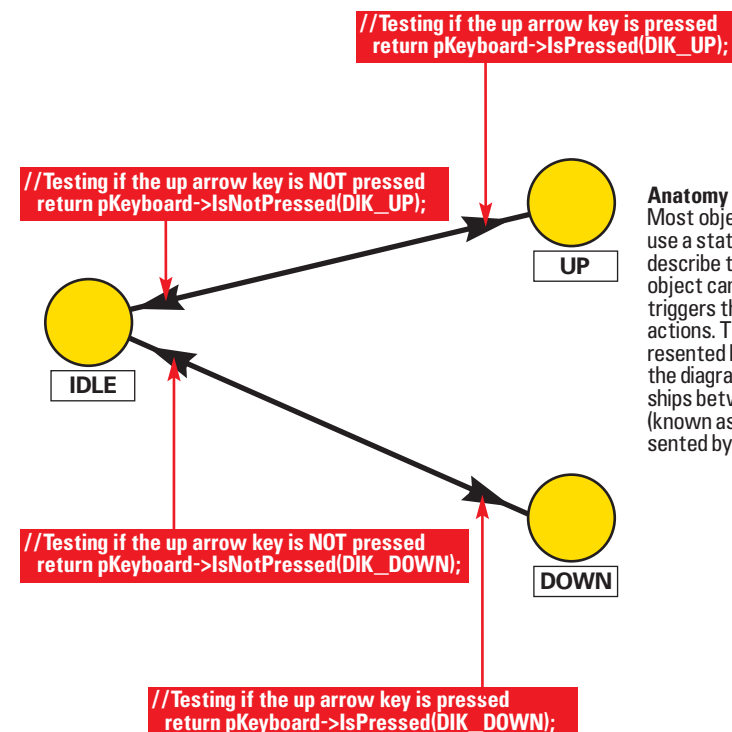 //Testing if the up arrow key is pressed
return pKeyboard->IsPressed(DIK_UP);
//Testing if the up arrow key is NOT pressed
return pKeyboard->IsNotPressed(DIK_UP);
UP
IDLE
Anatomy
Most obje
use a stat
describe t
object car
triggers th
actions. T
resented
the diagra
ships betw
(known as
sented by
//Testing if the up arrow key is NOT pressed
return pKeyboard->IsNotPressed(DIK_DOWN);
DOWN
//Testing if the up arrow key is pressed
return pKeyboard->IsPressed(DIK_DOWN);